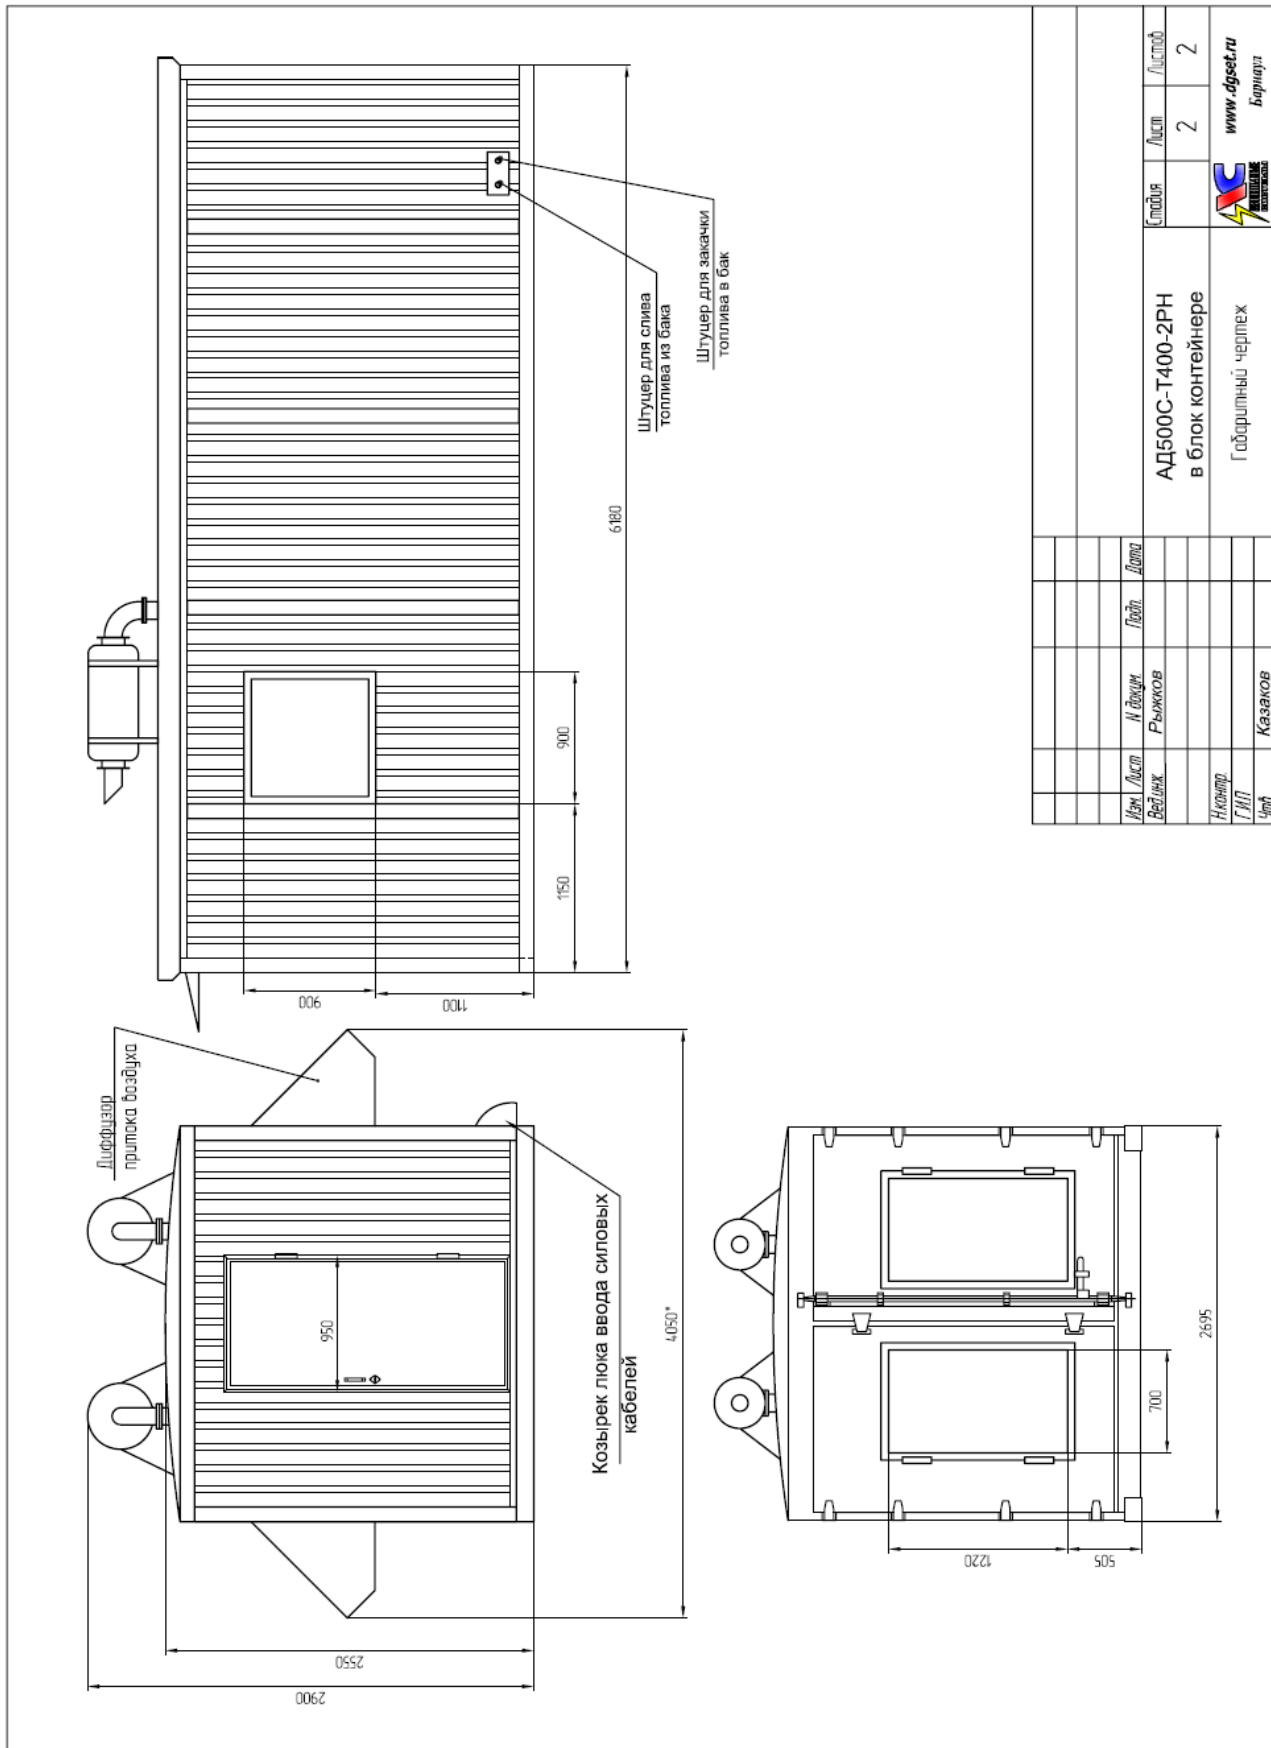 Диффузор
притока воздуха
950
Козырек люка ввода силовых
кабелей
4050*
2550
2900
900
1100
1150
900
6180
Штуцер для слива
топлива из бака
Штуцер для закачки
топлива в бак
700
1220
505
2695
Изм.
Лист
N докум.
Подп.
Дата
Вед.инж.
Рыжков
Н.контр.
ГИП
Утв
Казаков
АД500С-Т400-2РН
в блок контейнере
Габаритный чертеж
Стадия
Лист
Листов
2
2
www.dgset.ru
Барнаул